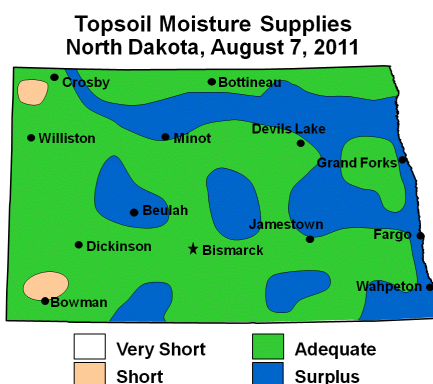 Topsoil Moisture Supplies
North Dakota, August 7, 2011
Crosby
Bottineau
Williston
Minot
Devils Lake
Grand Forks
Beulah
Jamestown
Fargo
Dickinson
Bismarck
Wahpeton
Bowman
Very Short
Adequate
Short
Surplus